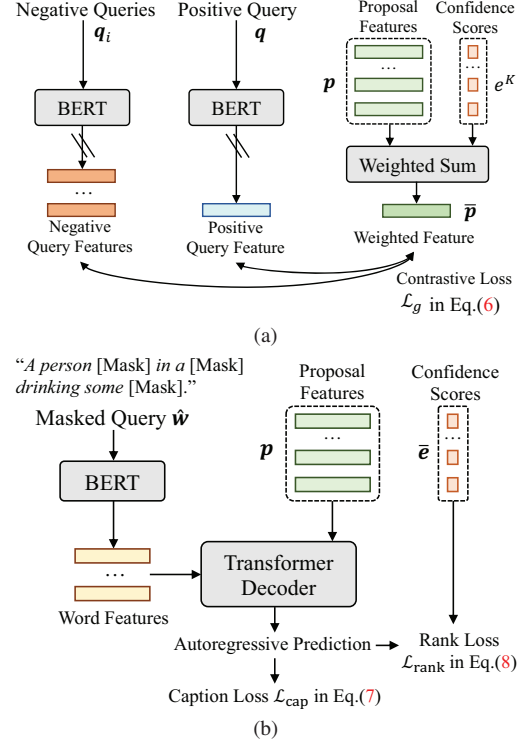 Negative Queries
Positive Query
Proposal
Features
Confidence
Scores
q_i
q
p
...
...
e^K
BERT
BERT
Weighted Sum
...
p̄
Negative
Query Features
Positive
Query Feature
Weighted Feature
Contrastive Loss
ℒ_g in Eq.(6)
(a)
“A person [Mask] in a [Mask]
drinking some [Mask].”
Masked Query ŵ
Proposal
Features
Confidence
Scores
p
...
...
ē
BERT
...
Word Features
Transformer
Decoder
Autoregressive Prediction
Rank Loss
ℒ_rank in Eq(8)
Caption Loss ℒ_cap in Eq(7)
(b)